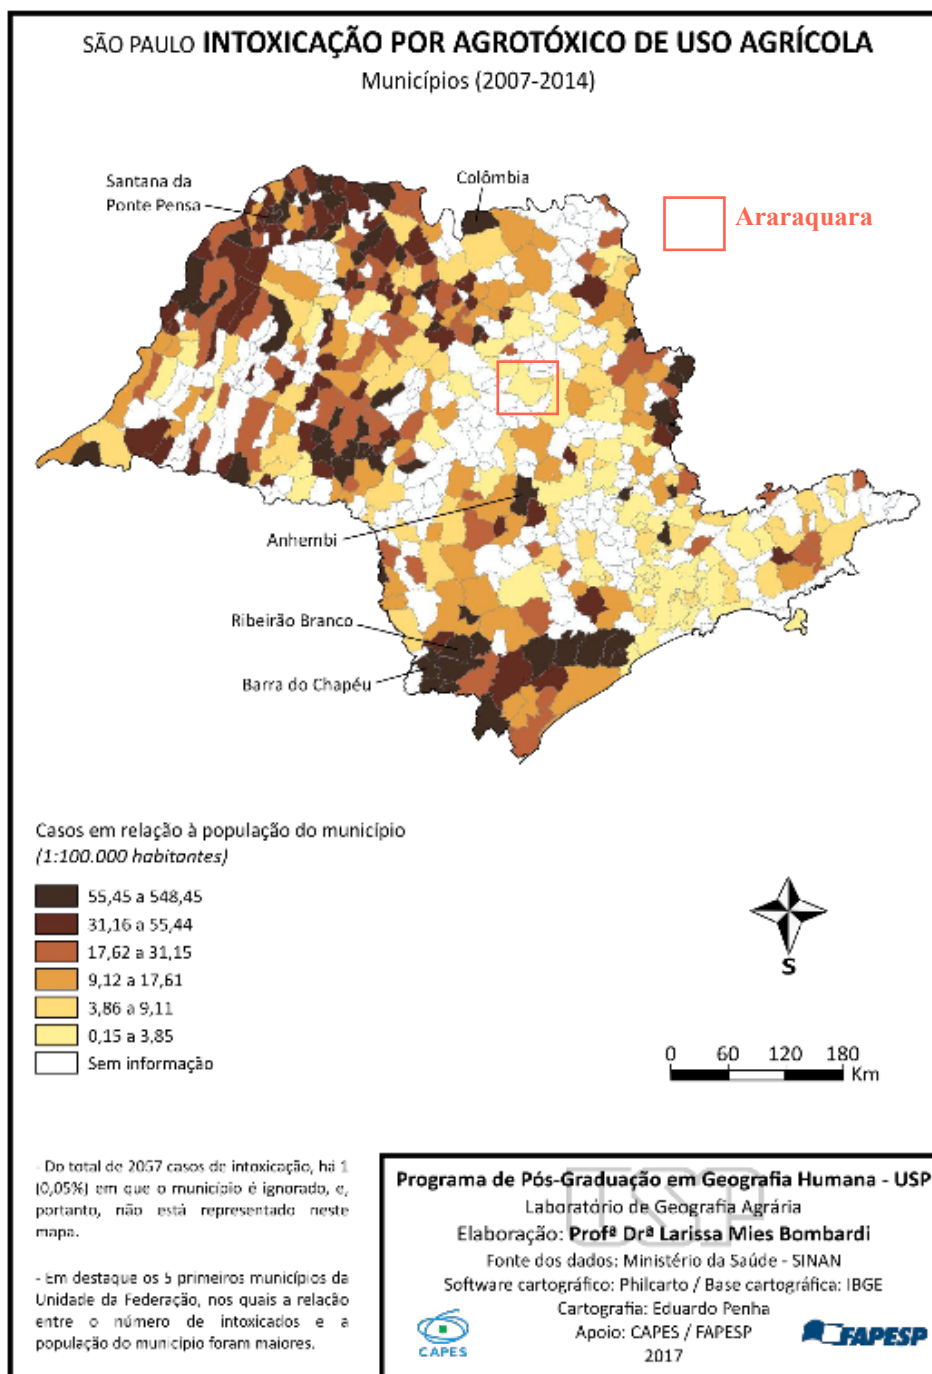 SÃO PAULO INTOXICAÇÃO POR AGROTÓXICO DE USO AGRÍCOLA
Municípios (2007-2014)
Santana da
Ponte Pensa
Colômbia
Araraquara
Anhembi
Ribeirão Branco
Barra do Chapéu
Casos em relação à população do município
(1:100.000 habitantes)
55,45 a 548,45
31,16 a 55,44
17,62 a 31,15
9,12 a 17,61
3,86 a 9,11
0,15 a 3,85
Sem informação
S
0 60 120 180
Km
- Do total de 2057 casos de intoxicação, há 1
(0,05%) em que o município é ignorado, e,
portanto, não está representado neste
mapa.
- Em destaque os 5 primeiros municípios da
Unidade da Federação, nos quais a relação
entre o número de intoxicados e a
população do município foram maiores.
USP
Programa de Pós-Graduação em Geografia Humana - USP
Laboratório de Geografia Agrária
Elaboração: Profª Drª Larissa Mies Bombardi
Fonte dos dados: Ministério da Saúde - SINAN
Software cartográfico: Philcarto / Base cartográfica: IBGE
Cartografia: Eduardo Penha
Apoio: CAPES / FAPESP
2017
CAPES
FAPESP